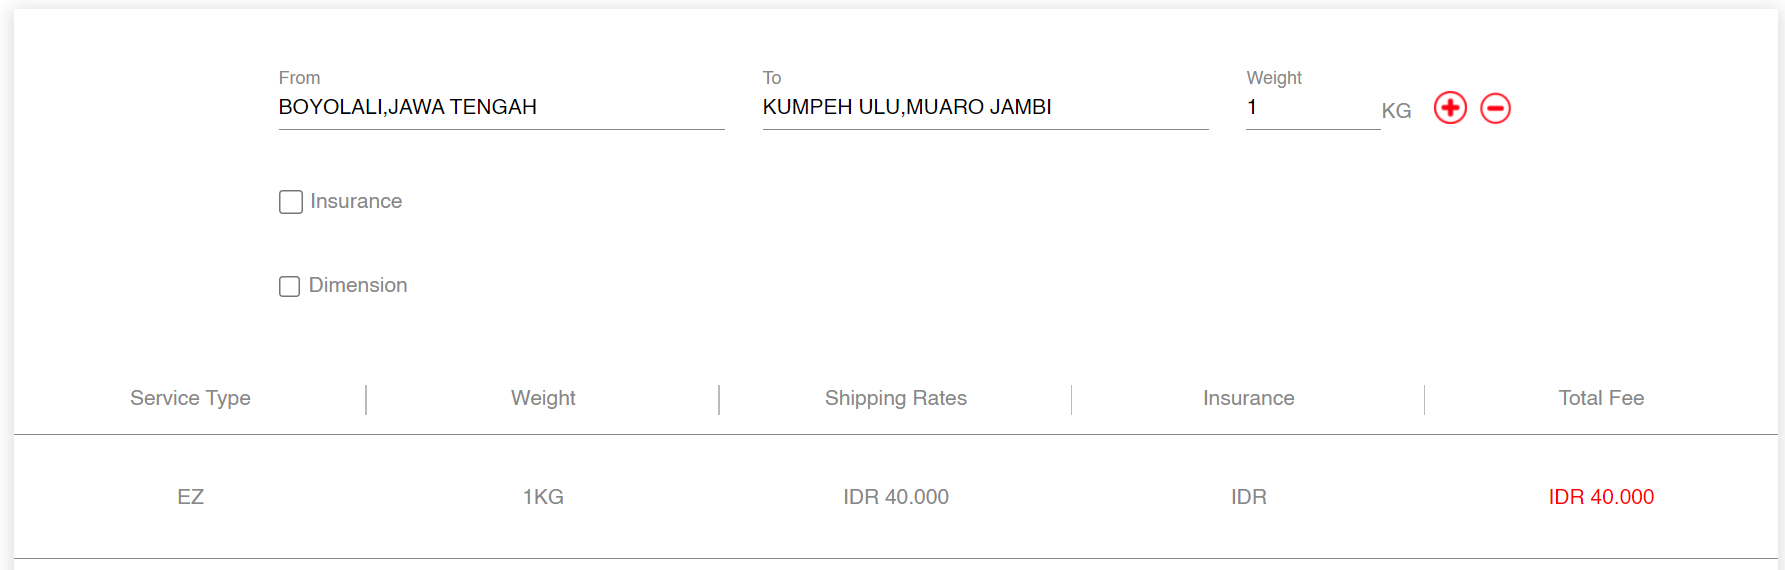 From To Weight
BOYOLALI,JAWA TENGAH KUMPEH ULU,MUARO JAMBI 1 KG
Insurance
Dimension
Service Type Weight Shipping Rates Insurance Total Fee
EZ 1KG IDR 40.000 IDR IDR 40.000